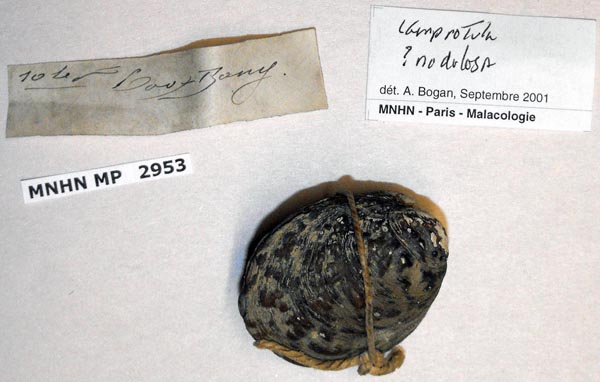 Lamprotula
? nodulosa
dét. A. Bogan, Septembre 2001
MNHN - Paris - Malacologie
MNHN MP 2953